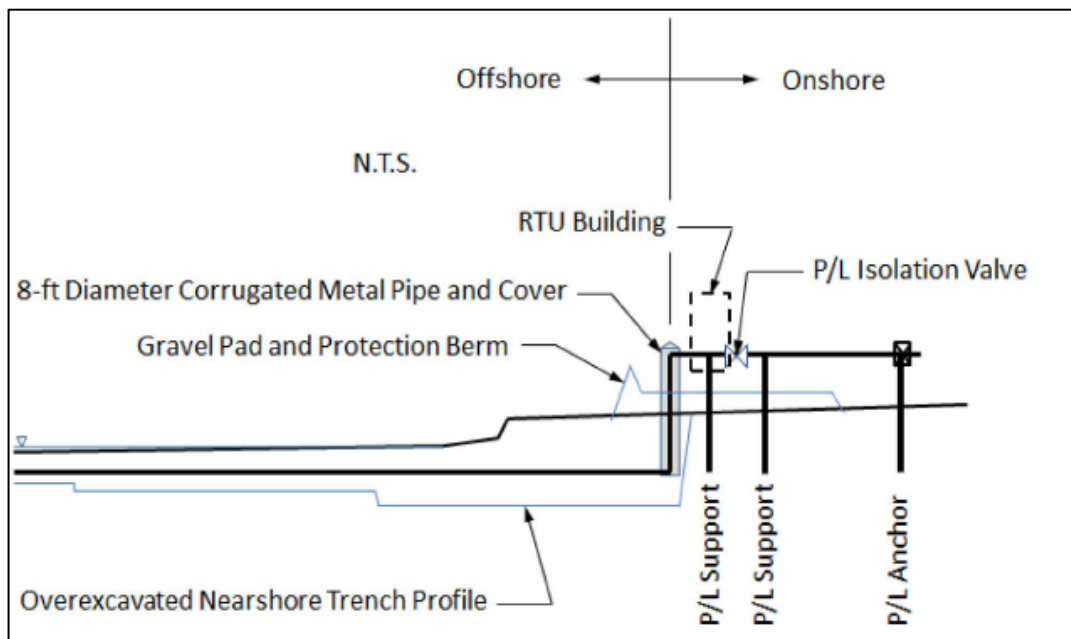 Offshore
Onshore
N.T.S.
RTU Building
P/L Isolation Valve
8-ft Diameter Corrugated Metal Pipe and Cover
Gravel Pad and Protection Berm
P/L Support
P/L Support
P/L Anchor
Overexcavated Nearshore Trench Profile